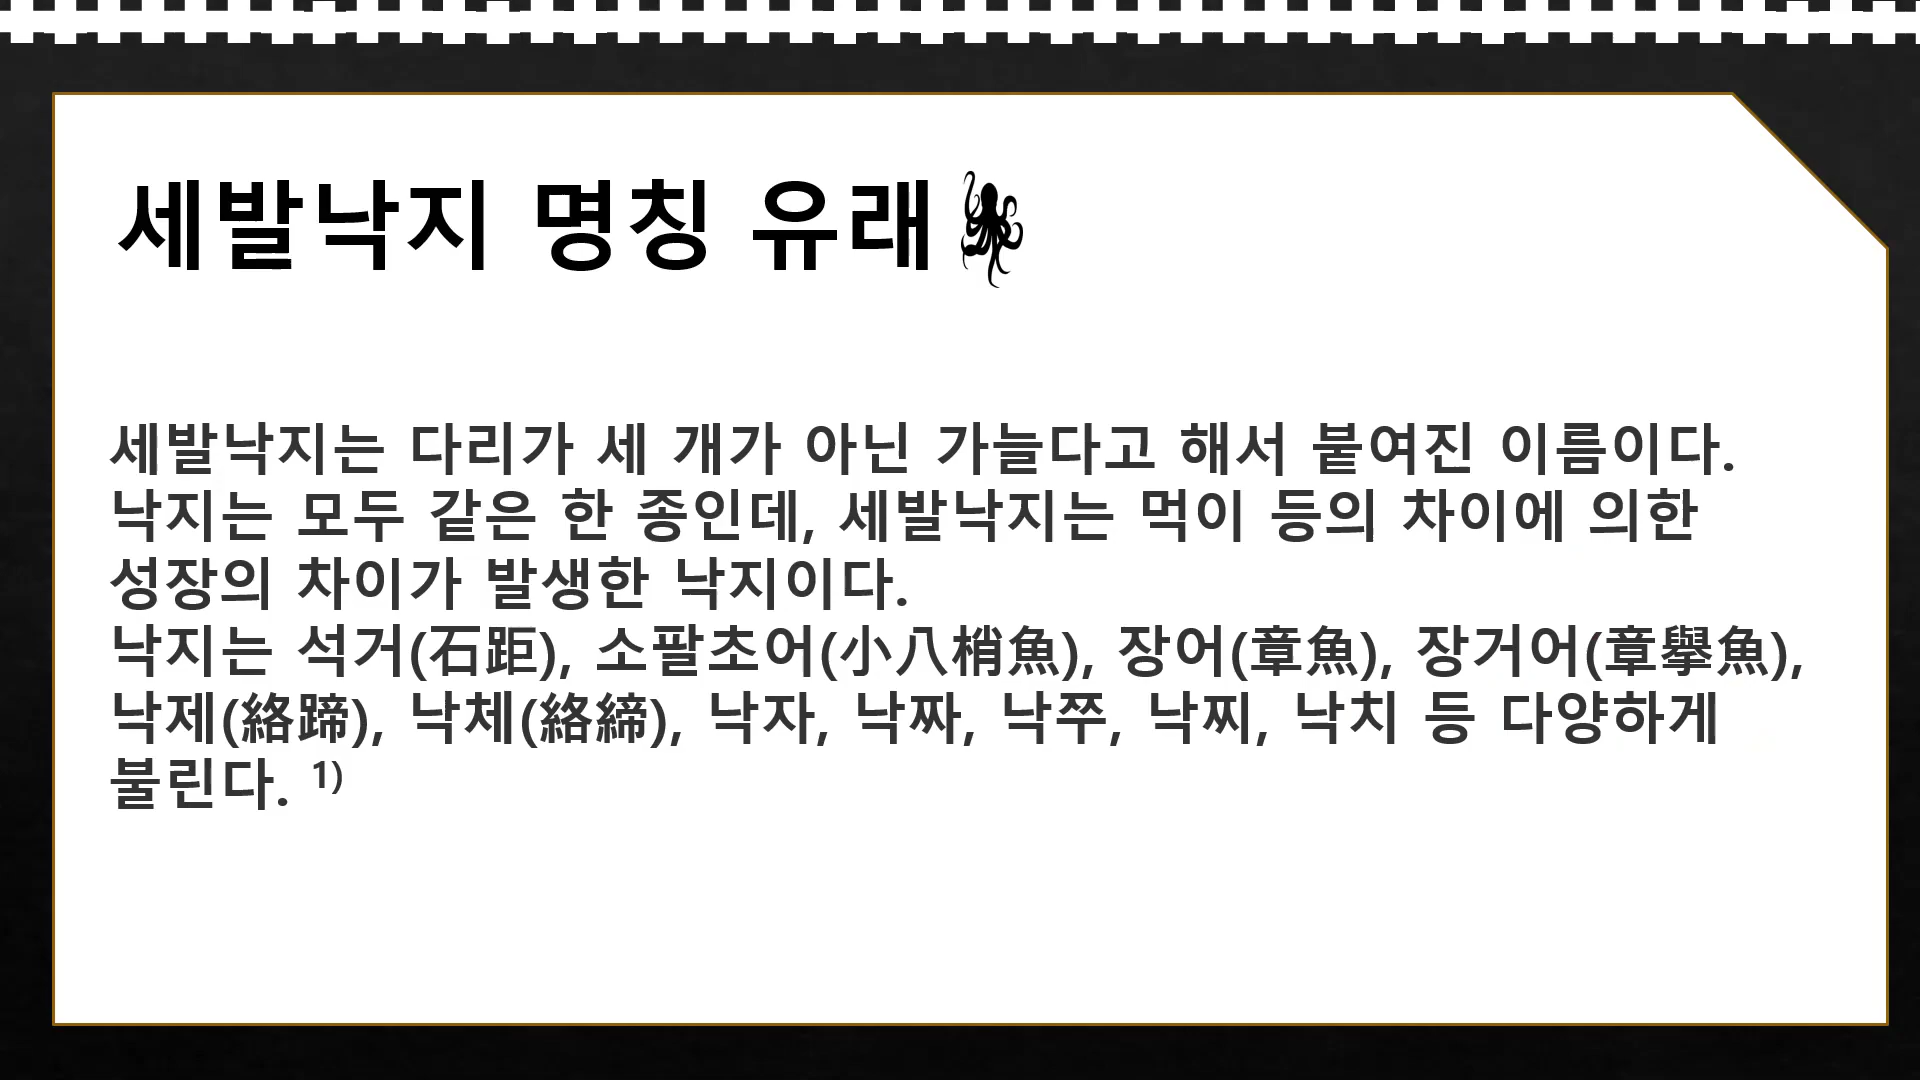 세발낙지 명칭 유래
세발낙지는 다리가 세 개가 아닌 가늘다고 해서 붙여진 이름이다.
낙지는 모두 같은 한 종인데, 세발낙지는 먹이 등의 차이에 의한
성장의 차이가 발생한 낙지이다.
낙지는 석거(石距), 소팔초어(小八梢魚), 장어(章魚), 장거어(章擧魚),
낙제(絡蹄), 낙체(絡締), 낙자, 낙짜, 낙쭈, 낙찌, 낙치 등 다양하게
불린다. 1)